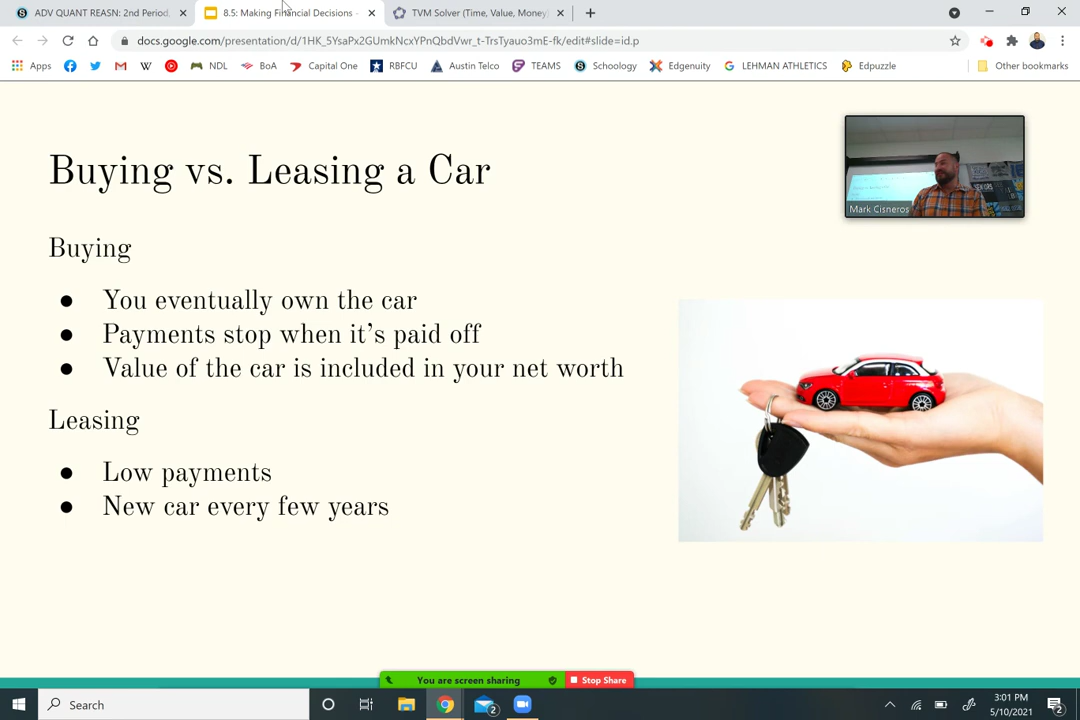 ADV QUANT REASN: 2nd Period,
8.5: Making Financial Decisions -
TVM Solver (Time, Value, Money)
docs.google.com/presentation/d/1HK_5YsaPx2GUmkNcxYPnQbdVwr_t-TrsTyauo3mE-fk/edit#slide=id.p
Apps
NDL
BoA
Capital One
RBFCU
Austin Telco
TEAMS
Schoology
Edgenuity
LEHMAN ATHLETICS
Edpuzzle
Other bookmarks
Buying vs. Leasing a Car
Mark Cisneros
Buying
● You eventually own the car
● Payments stop when it’s paid off
● Value of the car is included in your net worth
Leasing
● Low payments
● New car every few years
You are screen sharing
Stop Share
Search
2
3:01 PM
5/10/2021
2